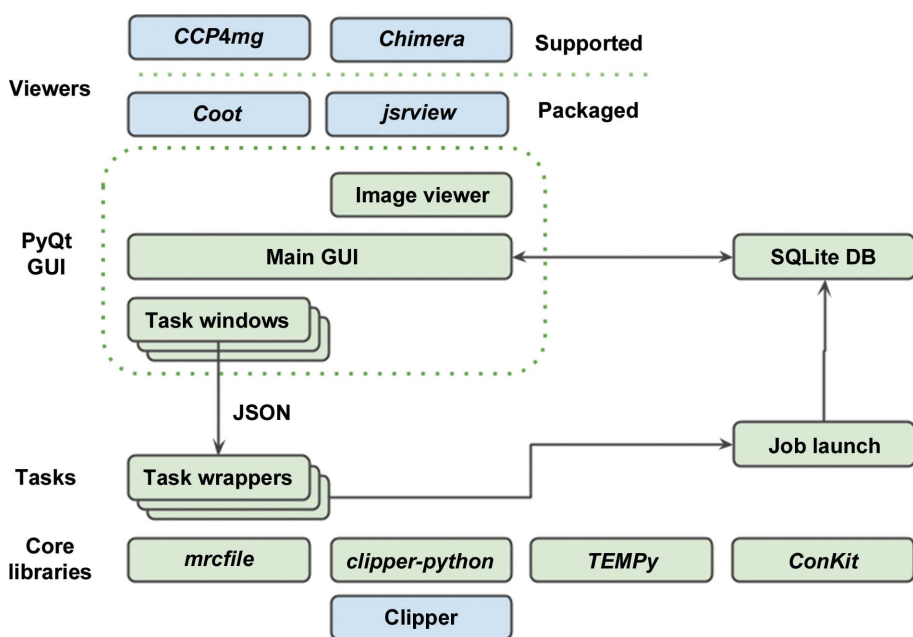 CCP4mg
Chimera
Supported
Viewers
Coot
jsrview
Packaged
Image viewer
PyQt
GUI
Main GUI
SQLite DB
Task windows
JSON
Job launch
Tasks
Task wrappers
Core
libraries
mrcfile
clipper-python
TEMPy
ConKit
Clipper